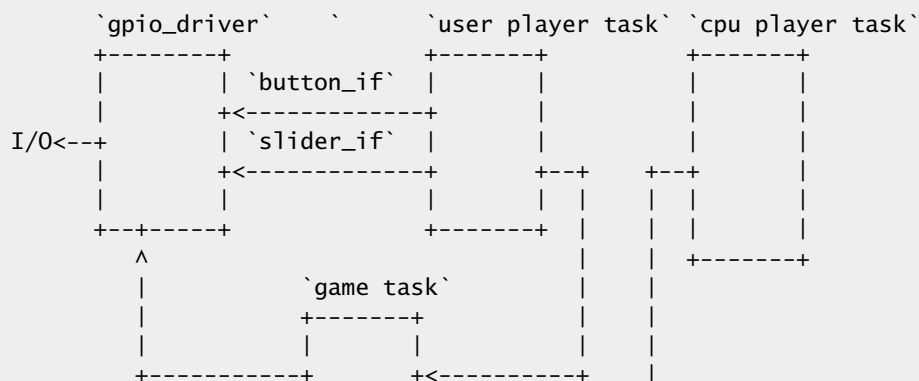 `gpio_driver`    `      `user player task` `cpu player task`
+--------+                +-------+          +-------+
|        | `button_if`  |       |          |       |
|        +<-------------+       |          |       |
I/O<--+        | `slider_if`  |       |          |       |
|        +<-------------+       +--+    +--+       |
|        |              |       |  |    |  |       |
+--+-----+              +-------+  |    |  |       |
^                              |    |  +-------+
|           `game task`        |    |
|           +-------+          |    |
|           |       |          |    |
+-----------+       +<---------+    |